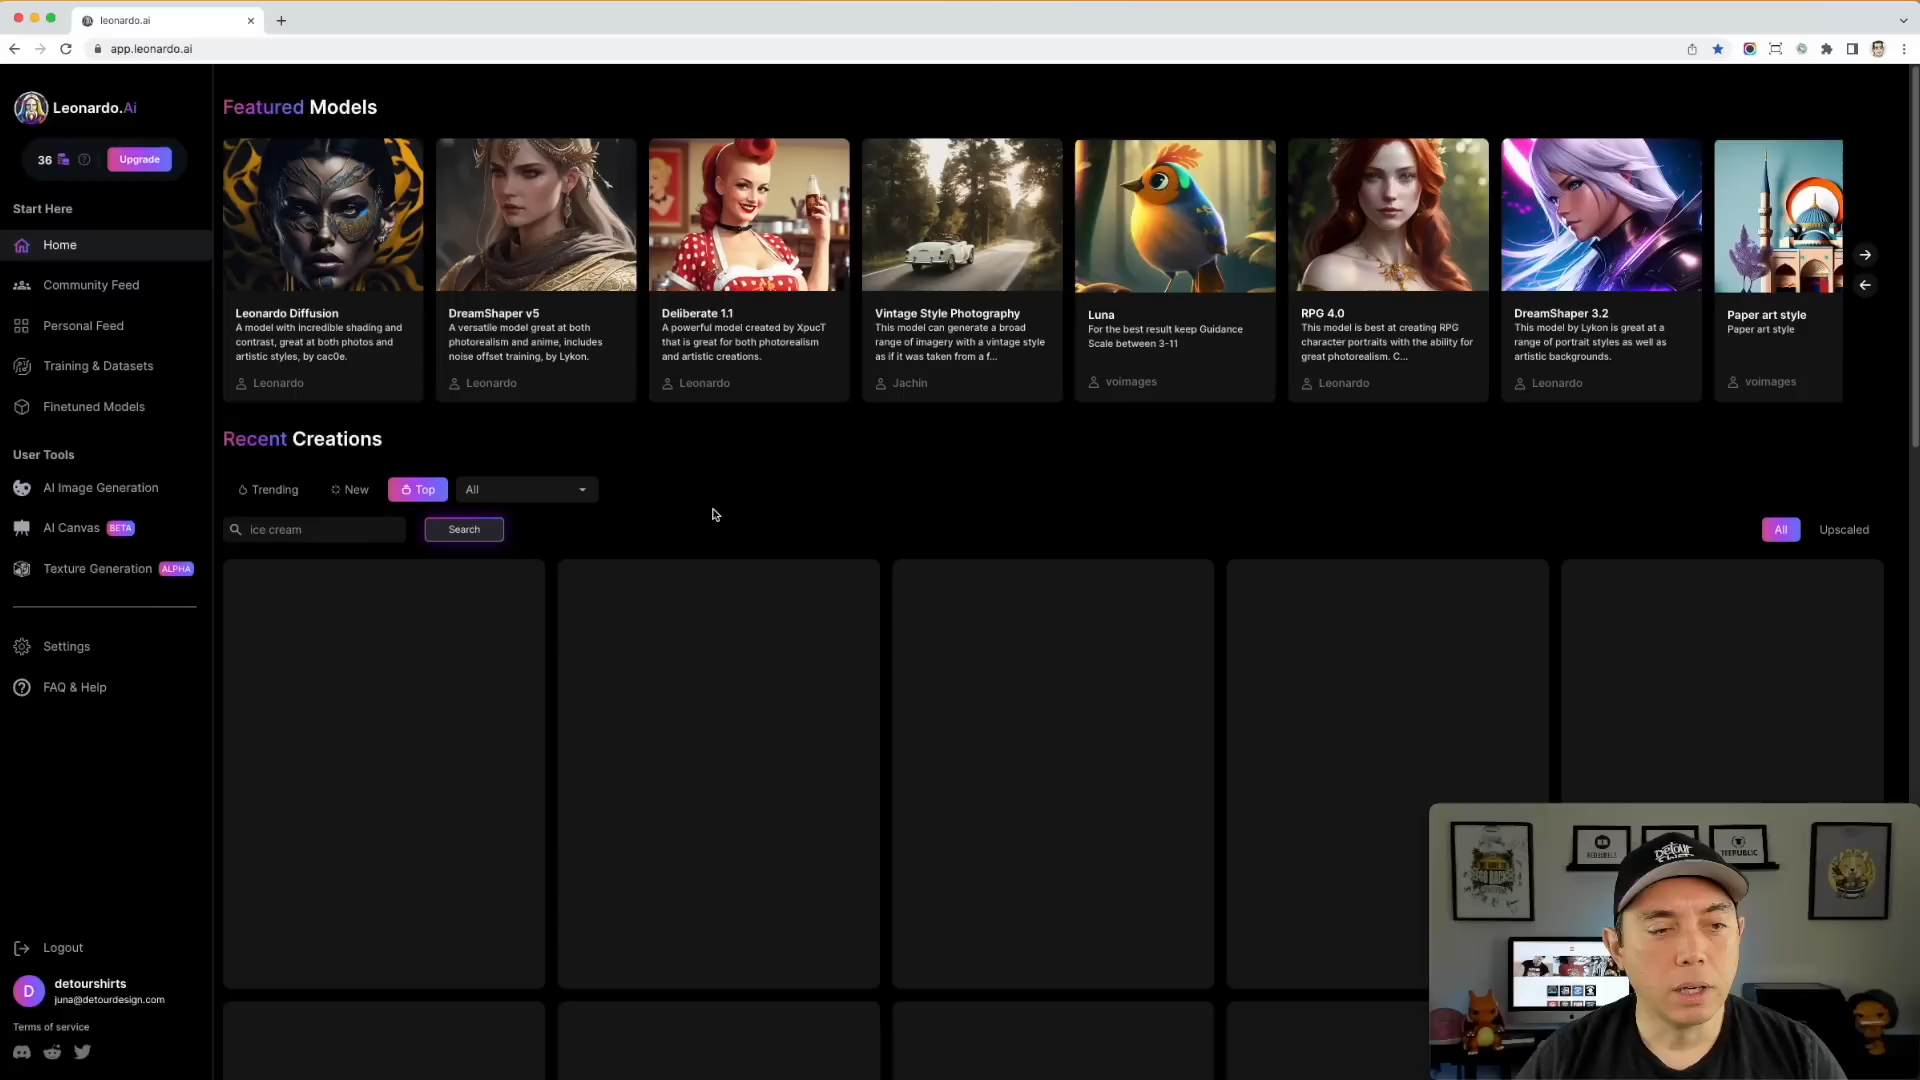 leonardo.ai
app.leonardo.ai
Leonardo.Ai
36
Upgrade
Start Here
Home
Community Feed
Personal Feed
Training & Datasets
Finetuned Models
User Tools
AI Image Generation
AI Canvas BETA
Texture Generation ALPHA
Settings
FAQ & Help
Logout
D
detourshirts
juna@detourdesign.com
Terms of service
Featured Models
Leonardo Diffusion
A model with incredible shading and
contrast, great at both photos and
artistic styles, by cac0e.
Leonardo
DreamShaper v5
A versatile model great at both
photorealism and anime, includes
noise offset training, by Lykon.
Leonardo
Deliberate 1.1
A powerful model created by XpucT
that is great for both photorealism
and artistic creations.
Leonardo
Vintage Style Photography
This model can generate a broad
range of imagery with a vintage style
as if it was taken from a f...
Jachin
Luna
For the best result keep Guidance
Scale between 3-11
voimages
RPG 4.0
This model is best at creating RPG
character portraits with the ability for
great photorealism. C...
Leonardo
DreamShaper 3.2
This model by Lykon is great at a
range of portrait styles as well as
artistic backgrounds.
Leonardo
Paper art style
Paper art style
voimages
Recent Creations
Trending
New
Top
All
ice cream
Search
All
Upscaled
REDBUBBLE
TEEPUBLIC
DETOUR